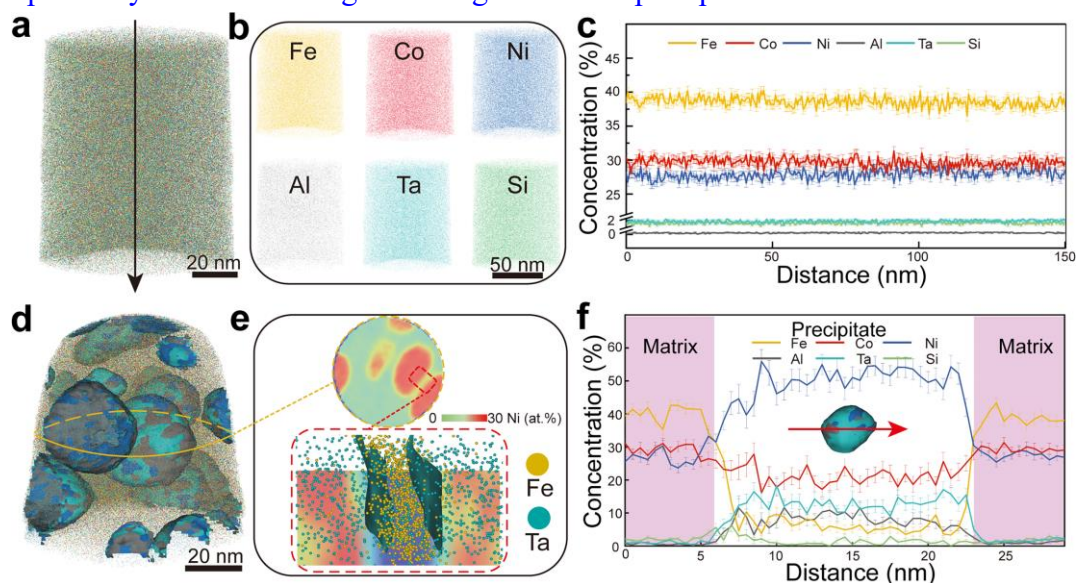 a
20 nm
b
Fe
Co
Ni
Al
Ta
Si
50 nm
c
Fe Co Ni Al Ta Si
Concentration (%)
45
40
35
30
25
2
0
0 50 100 150
Distance (nm)
d
20 nm
e
0 30 Ni (at.%)
Fe
Ta
f
Precipitate
Matrix
Fe Co Ni
Al Ta Si
Matrix
Concentration (%)
60
50
40
30
20
10
0
0 5 10 15 20 25
Distance (nm)